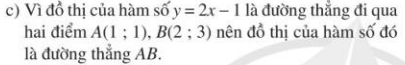 c) Vì đồ thị của hàm số y = 2x – 1 là đường thẳng đi qua
hai điểm A(1 ; 1), B(2 ; 3) nên đồ thị của hàm số đó
là đường thẳng AB.